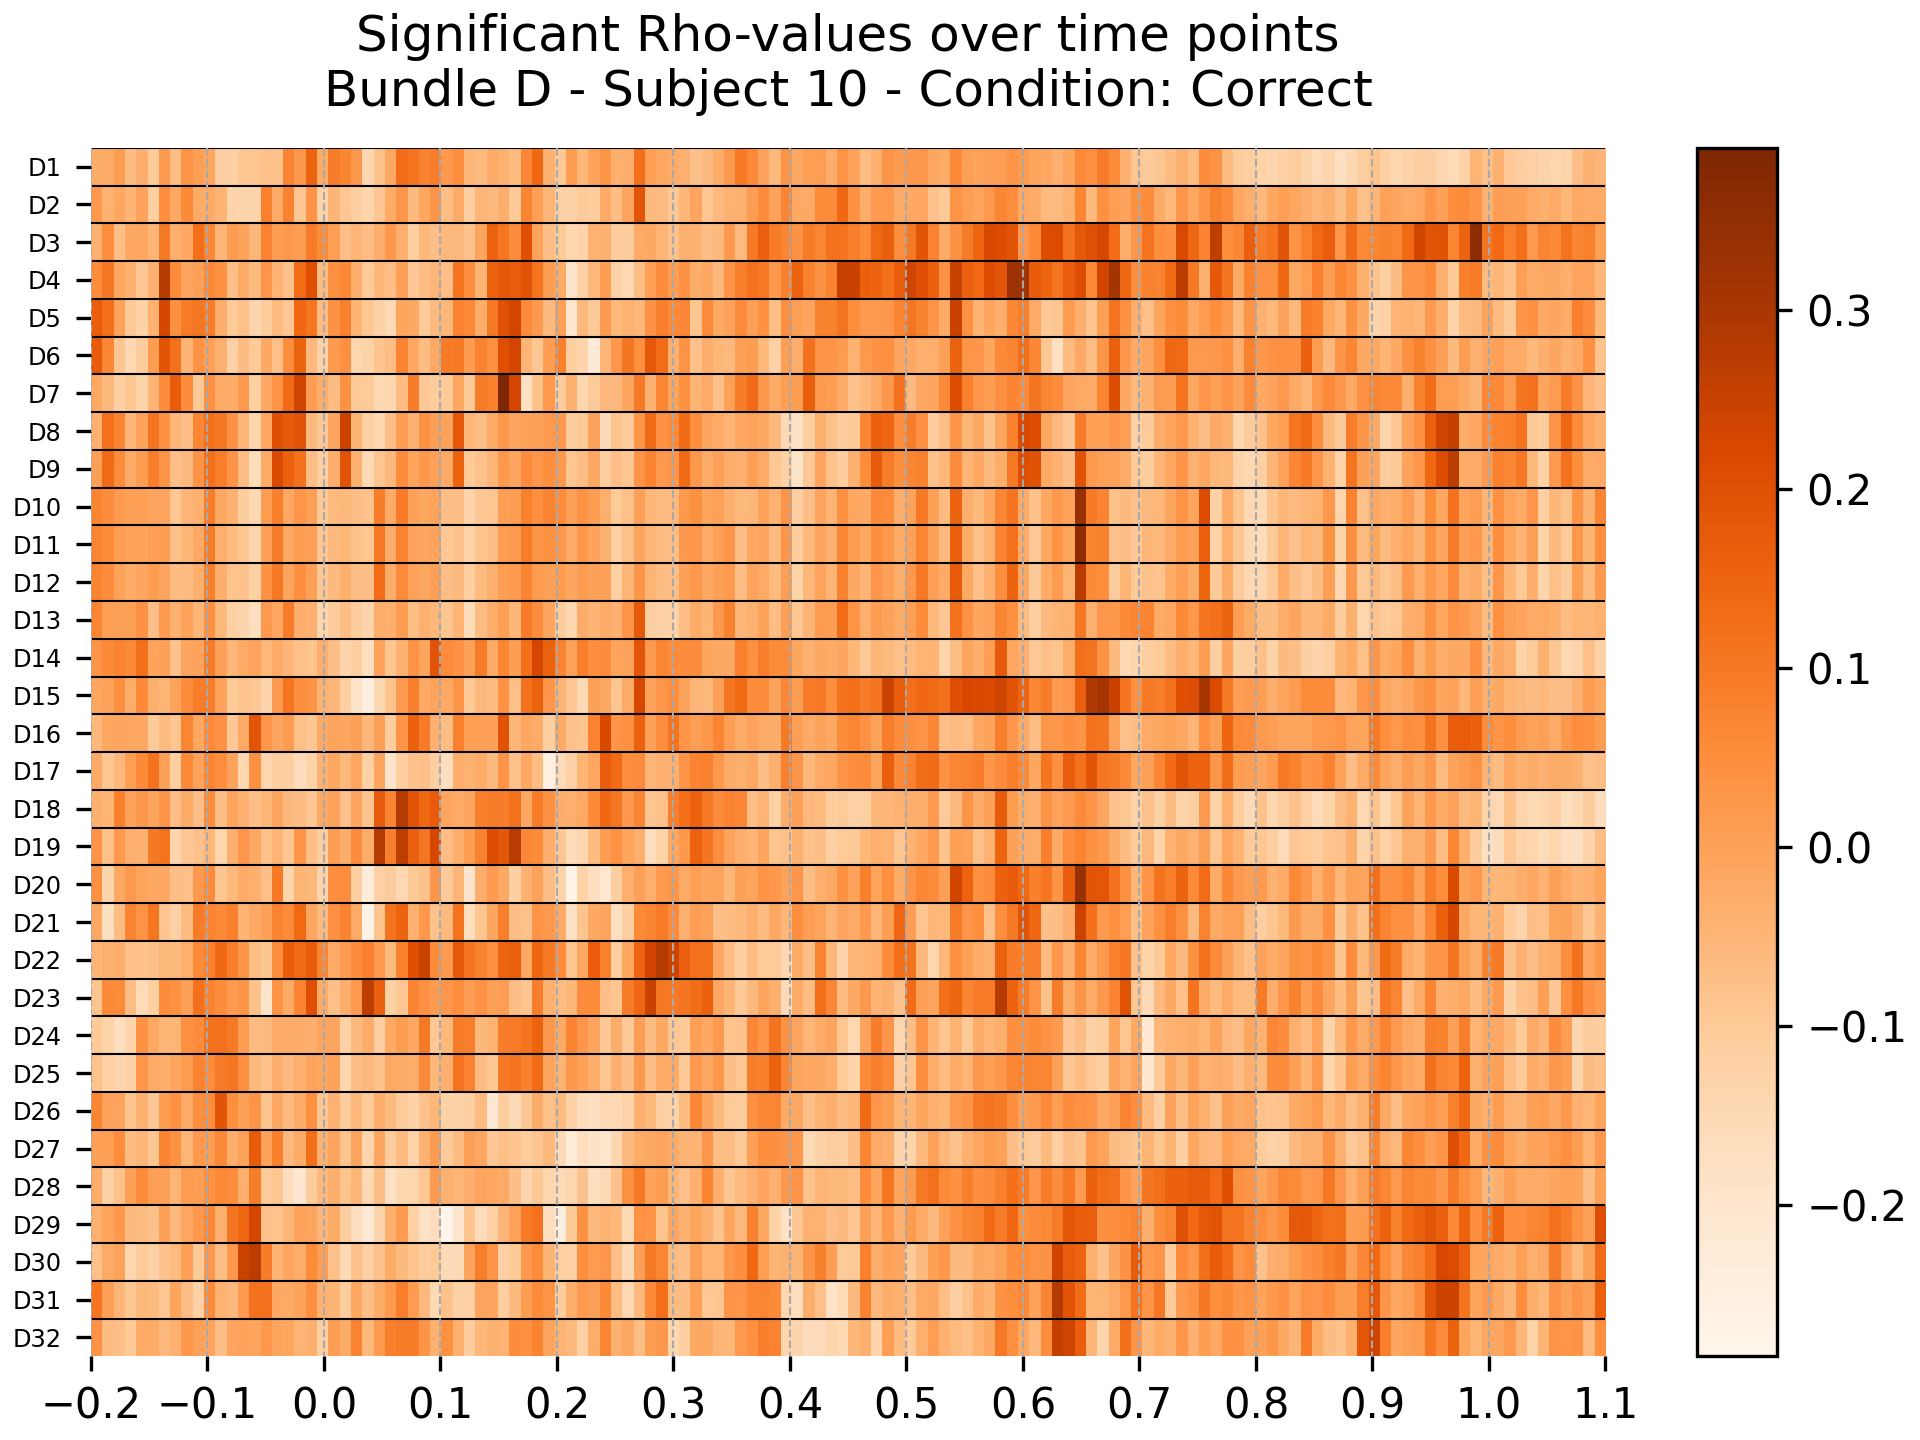 Significant Rho-values over time points
Bundle D - Subject 10 - Condition: Correct
D1
D2
D3
D4
D5
D6
D7
D8
D9
D10
D11
D12
D13
D14
D15
D16
D17
D18
D19
D20
D21
D22
D23
D24
D25
D26
D27
D28
D29
D30
D31
D32
−0.2 −0.1 0.0 0.1 0.2 0.3 0.4 0.5 0.6 0.7 0.8 0.9 1.0 1.1
0.3
0.2
0.1
0.0
−0.1
−0.2